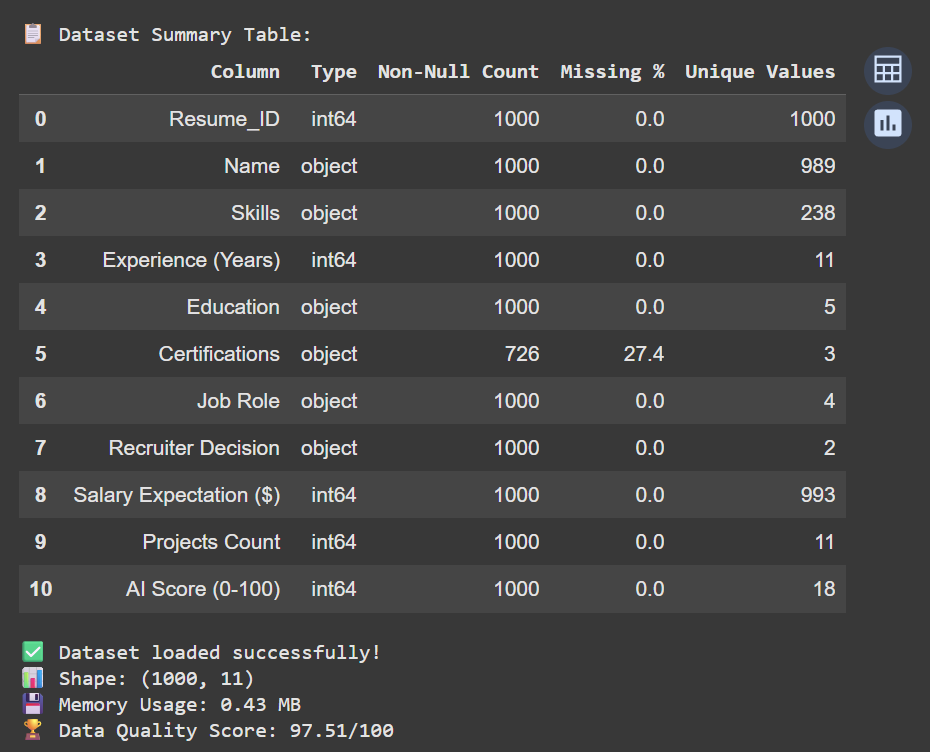 📋 Dataset Summary Table:
Column Type Non-Null Count Missing % Unique Values
0 Resume_ID int64 1000 0.0 1000
1 Name object 1000 0.0 989
2 Skills object 1000 0.0 238
3 Experience (Years) int64 1000 0.0 11
4 Education object 1000 0.0 5
5 Certifications object 726 27.4 3
6 Job Role object 1000 0.0 4
7 Recruiter Decision object 1000 0.0 2
8 Salary Expectation ($) int64 1000 0.0 993
9 Projects Count int64 1000 0.0 11
10 AI Score (0-100) int64 1000 0.0 18
✅ Dataset loaded successfully!
📊 Shape: (1000, 11)
💾 Memory Usage: 0.43 MB
🏆 Data Quality Score: 97.51/100